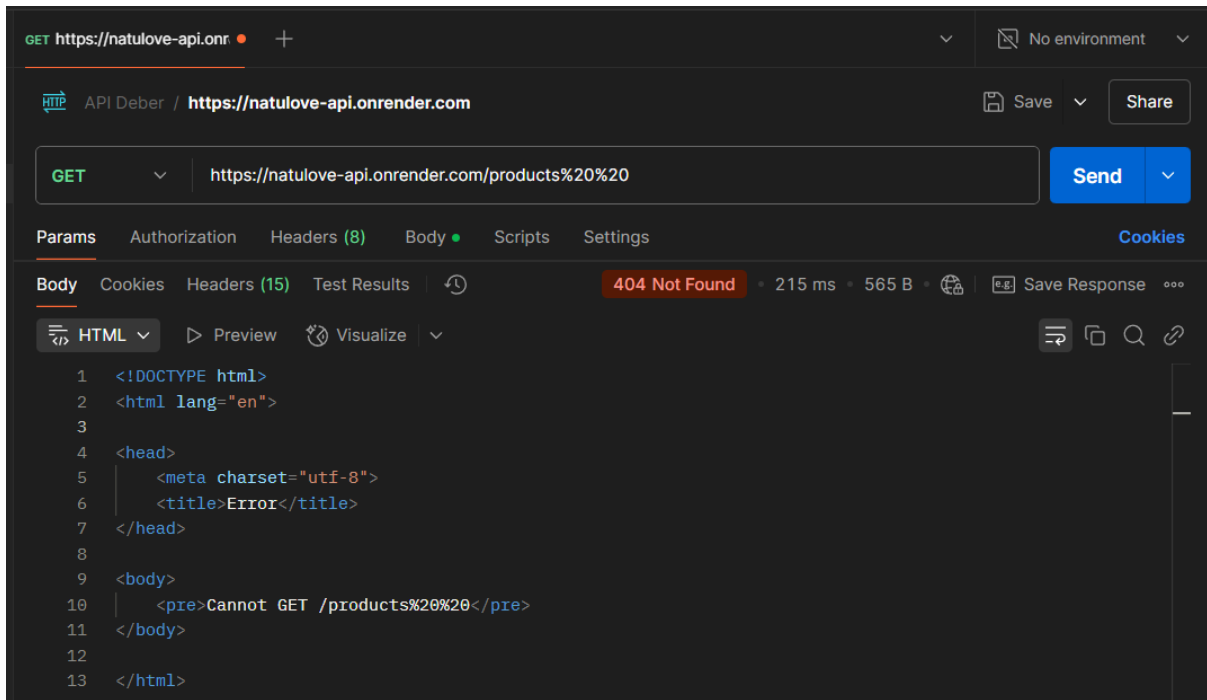 GET https://natulove-api.onr
No environment
HTTP API Deber / https://natulove-api.onrender.com
Save
Share
GET
https://natulove-api.onrender.com/products%20%20
Send
Params Authorization Headers (8) Body Scripts Settings
Cookies
Body Cookies Headers (15) Test Results
404 Not Found • 215 ms • 565 B
e.g. Save Response
HTML Preview Visualize
1 <!DOCTYPE html>
2 <html lang="en">
3
4 <head>
5 <meta charset="utf-8">
6 <title>Error</title>
7 </head>
8
9 <body>
10 <pre>Cannot GET /products%20%20</pre>
11 </body>
12
13 </html>